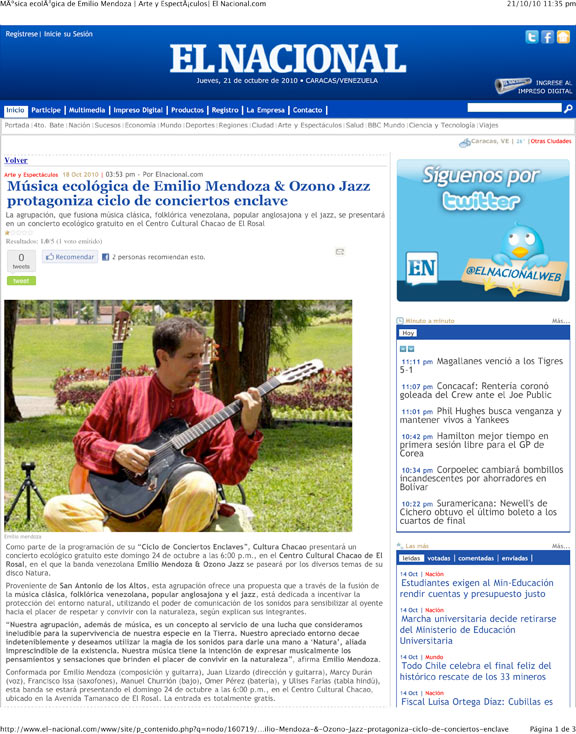 MÃºsica ecolÃ³gica de Emilio Mendoza | Arte y EspectÃ¡culos| El Nacional.com
21/10/10 11:35 pm
Regístrese| Inicie su Sesión
EL NACIONAL
Jueves, 21 de octubre de 2010 • CARACAS/VENEZUELA
INGRESE AL
IMPRESO DIGITAL
Inicio | Participe | Multimedia | Impreso Digital | Productos | Registro | La Empresa | Contacto |
Portada | 4to. Bate | Nación | Sucesos | Economía | Mundo | Deportes | Regiones | Ciudad | Arte y Espectáculos | Salud | BBC Mundo | Ciencia y Tecnología | Viajes
Caracas, VE | 26° | Otras Ciudades
Volver
Arte y Espectáculos 18 Oct 2010 | 03:53 pm - Por Elnacional.com
Música ecológica de Emilio Mendoza & Ozono Jazz
protagoniza ciclo de conciertos enclave
La agrupación, que fusiona música clásica, folklórica venezolana, popular anglosajona y el jazz, se presentará
en un concierto ecológico gratuito en el Centro Cultural Chacao de El Rosal
Resultados: 1.0/5 (1 voto emitido)
0
tweets
tweet
Recomendar
2 personas recomiendan esto.
Emilio mendoza
Como parte de la programación de su “Ciclo de Conciertos Enclaves”, Cultura Chacao presentará un
concierto ecológico gratuito este domingo 24 de octubre a las 6:00 p.m., en el Centro Cultural Chacao de El
Rosal, en el que la banda venezolana Emilio Mendoza & Ozono Jazz se paseará por los diversos temas de su
disco Natura.
Proveniente de San Antonio de los Altos, esta agrupación ofrece una propuesta que a través de la fusión de
la música clásica, folklórica venezolana, popular anglosajona y el jazz, está dedicada a incentivar la
protección del entorno natural, utilizando el poder de comunicación de los sonidos para sensibilizar al oyente
hacia el placer de respetar y convivir con la naturaleza, según explican sus integrantes.
“Nuestra agrupación, además de música, es un concepto al servicio de una lucha que consideramos
ineludible para la supervivencia de nuestra especie en la Tierra. Nuestro apreciado entorno decae
indeteniblemente y deseamos utilizar la magia de los sonidos para darle una mano a ‘Natura’, aliada
imprescindible de la existencia. Nuestra música tiene la intención de expresar musicalmente los
pensamientos y sensaciones que brinden el placer de convivir en la naturaleza”, afirma Emilio Mendoza.
Conformada por Emilio Mendoza (composición y guitarra), Juan Lizardo (dirección y guitarra), Marcy Durán
(voz), Francisco Issa (saxofones), Manuel Churrión (bajo), Omer Pérez (batería), y Ulises Farías (tabla hindú),
esta banda se estará presentando el domingo 24 de octubre a las 6:00 p.m., en el Centro Cultural Chacao,
ubicado en la Avenida Tamanaco de El Rosal. La entrada es totalmente gratis.
Síguenos por
twitter
EN
@ELNACIONALWEB
Minuto a minuto
Más...
Hoy
11:11 pm Magallanes venció a los Tigres
5-1
11:07 pm Concacaf: Rentería coronó
goleada del Crew ante el Joe Public
11:01 pm Phil Hughes busca venganza y
mantener vivos a Yankees
10:42 pm Hamilton mejor tiempo en
primera sesión libre para el GP de
Corea
10:34 pm Corpoelec cambiará bombillos
incandescentes por ahorradores en
Bolívar
10:22 pm Suramericana: Newell's de
Cichero obtuvo el último boleto a los
cuartos de final
Las más
Más...
leidas | votadas | comentadas | enviadas |
14 Oct | Nación
Estudiantes exigen al Min-Educación
rendir cuentas y presupuesto justo
14 Oct | Nación
Marcha universitaria decide retirarse
del Ministerio de Educación
Universitaria
14 Oct | Mundo
Todo Chile celebra el final feliz del
histórico rescate de los 33 mineros
14 Oct | Nación
Fiscal Luisa Ortega Díaz: Cubillas es
http://www.el-nacional.com/www/site/p_contenido.php?q=nodo/160719/...ilio-Mendoza-&-Ozono-Jazz-protagoniza-ciclo-de-conciertos-enclave
Página 1 de 3